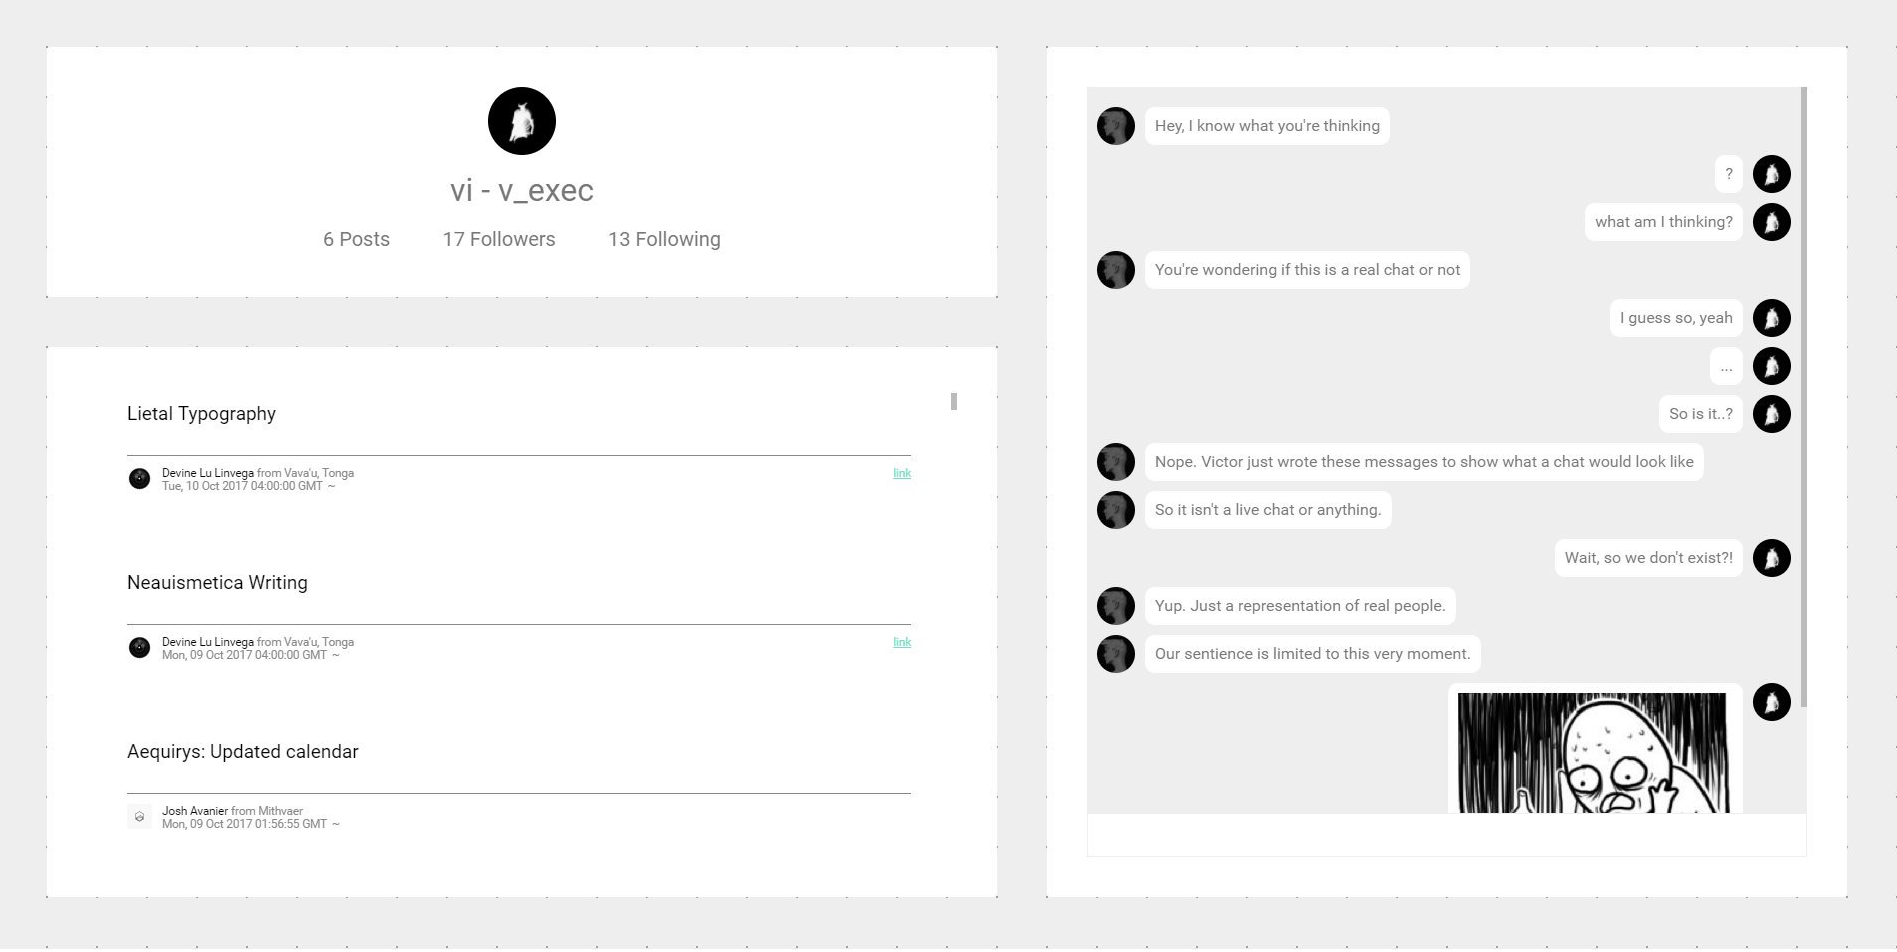 vi - v_exec
6 Posts 17 Followers 13 Following
Lietal Typography
Devine Lu Linvega from Vava'u, Tonga link
Tue, 10 Oct 2017 04:00:00 GMT ~
Neauismetica Writing
Devine Lu Linvega from Vava'u, Tonga link
Mon, 09 Oct 2017 04:00:00 GMT ~
Aequirys: Updated calendar
Josh Avanier from Mithvaer
Mon, 09 Oct 2017 01:56:55 GMT ~
Hey, I know what you're thinking
?
what am I thinking?
You're wondering if this is a real chat or not
I guess so, yeah
...
So is it..?
Nope. Victor just wrote these messages to show what a chat would look like
So it isn't a live chat or anything.
Wait, so we don't exist?!
Yup. Just a representation of real people.
Our sentience is limited to this very moment.